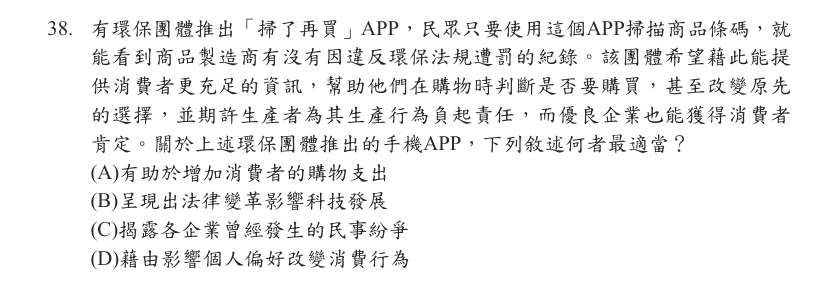 38. 有環保團體推出「掃了再買」APP，民眾只要使用這個APP掃描商品條碼，就
能看到商品製造商有沒有因違反環保法規遭罰的紀錄。該團體希望藉此能提
供消費者更充足的資訊，幫助他們在購物時判斷是否要購買，甚至改變原先
的選擇，並期許生產者為其生產行為負起責任，而優良企業也能獲得消費者
肯定。關於上述環保團體推出的手機APP，下列敘述何者最適當？
(A)有助於增加消費者的購物支出
(B)呈現出法律變革影響科技發展
(C)揭露各企業曾經發生的民事紛爭
(D)藉由影響個人偏好改變消費行為